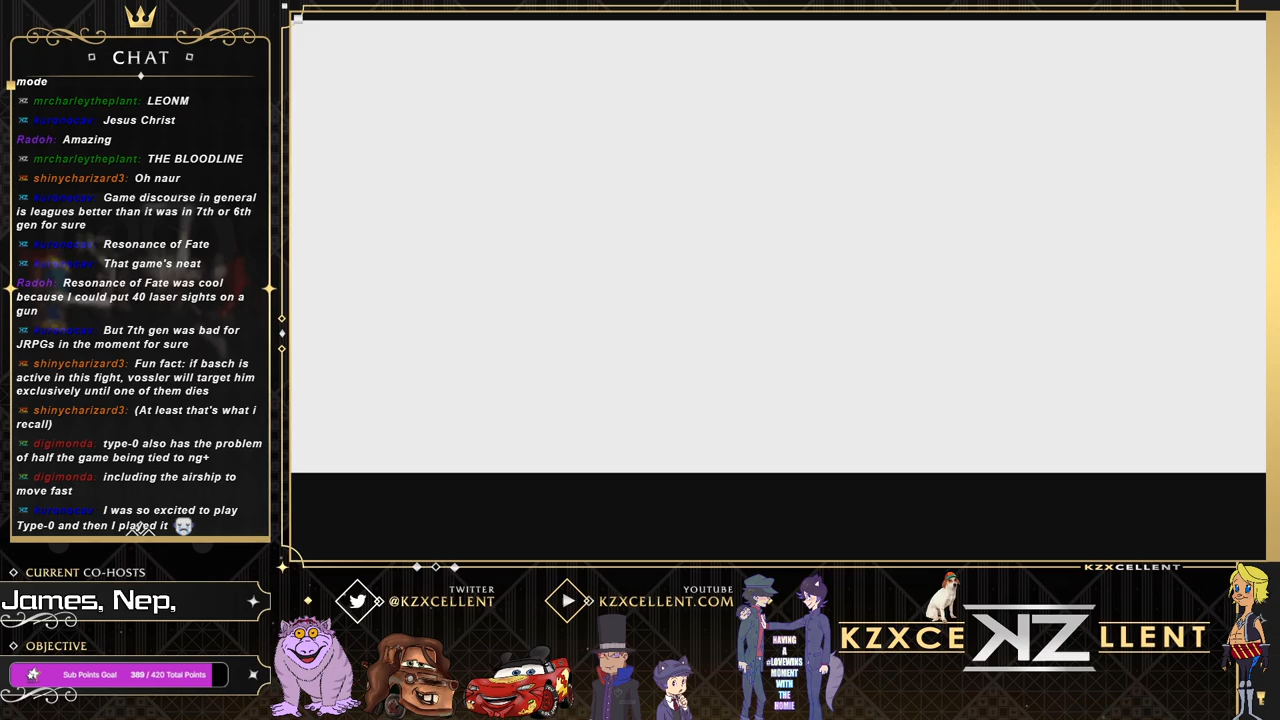 CHAT
mode
mrcharleytheplant: LEONM
Jesus Christ
Radoh: Amazing
mrcharleytheplant: THE BLOODLINE
shinycharizard3: Oh naur
Game discourse in general
is leagues better than it was in 7th or 6th
gen for sure
Resonance of Fate
That game's neat
Radoh: Resonance of Fate was cool
because I could put 40 laser sights on a
gun
But 7th gen was bad for
JRPGs in the moment for sure
shinycharizard3: Fun fact: if basch is
active in this fight, vossler will target him
exclusively until one of them dies
shinycharizard3: (At least that's what i
recall)
digimonda: type-0 also has the problem
of half the game being tied to ng+
digimonda: including the airship to
move fast
I was so excited to play
Type-0 and then I played it
CURRENT CO-HOSTS
James, Nep,
OBJECTIVE
Sub Points Goal 389 / 420 Total Points
TWITTER
@KZXCELLENT
YOUTUBE
KZXCELLENT.COM
HAVING
A
#LOVEWINS
MOMENT
WITH
THE
HOMIE
KZXCELLENT
KZXCE KZ LLENT